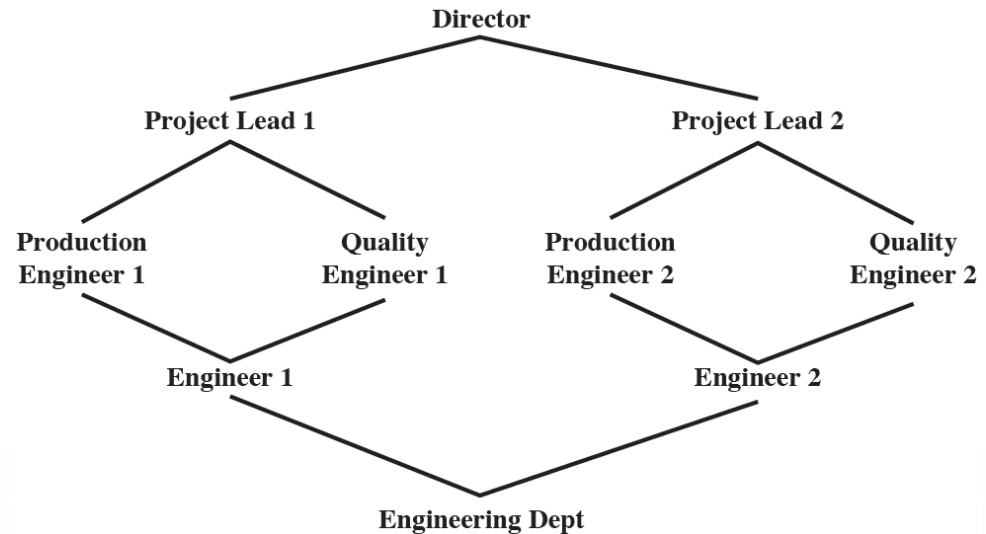 Director
Project Lead 1
Project Lead 2
Production
Engineer 1
Quality
Engineer 1
Production
Engineer 2
Quality
Engineer 2
Engineer 1
Engineer 2
Engineering Dept